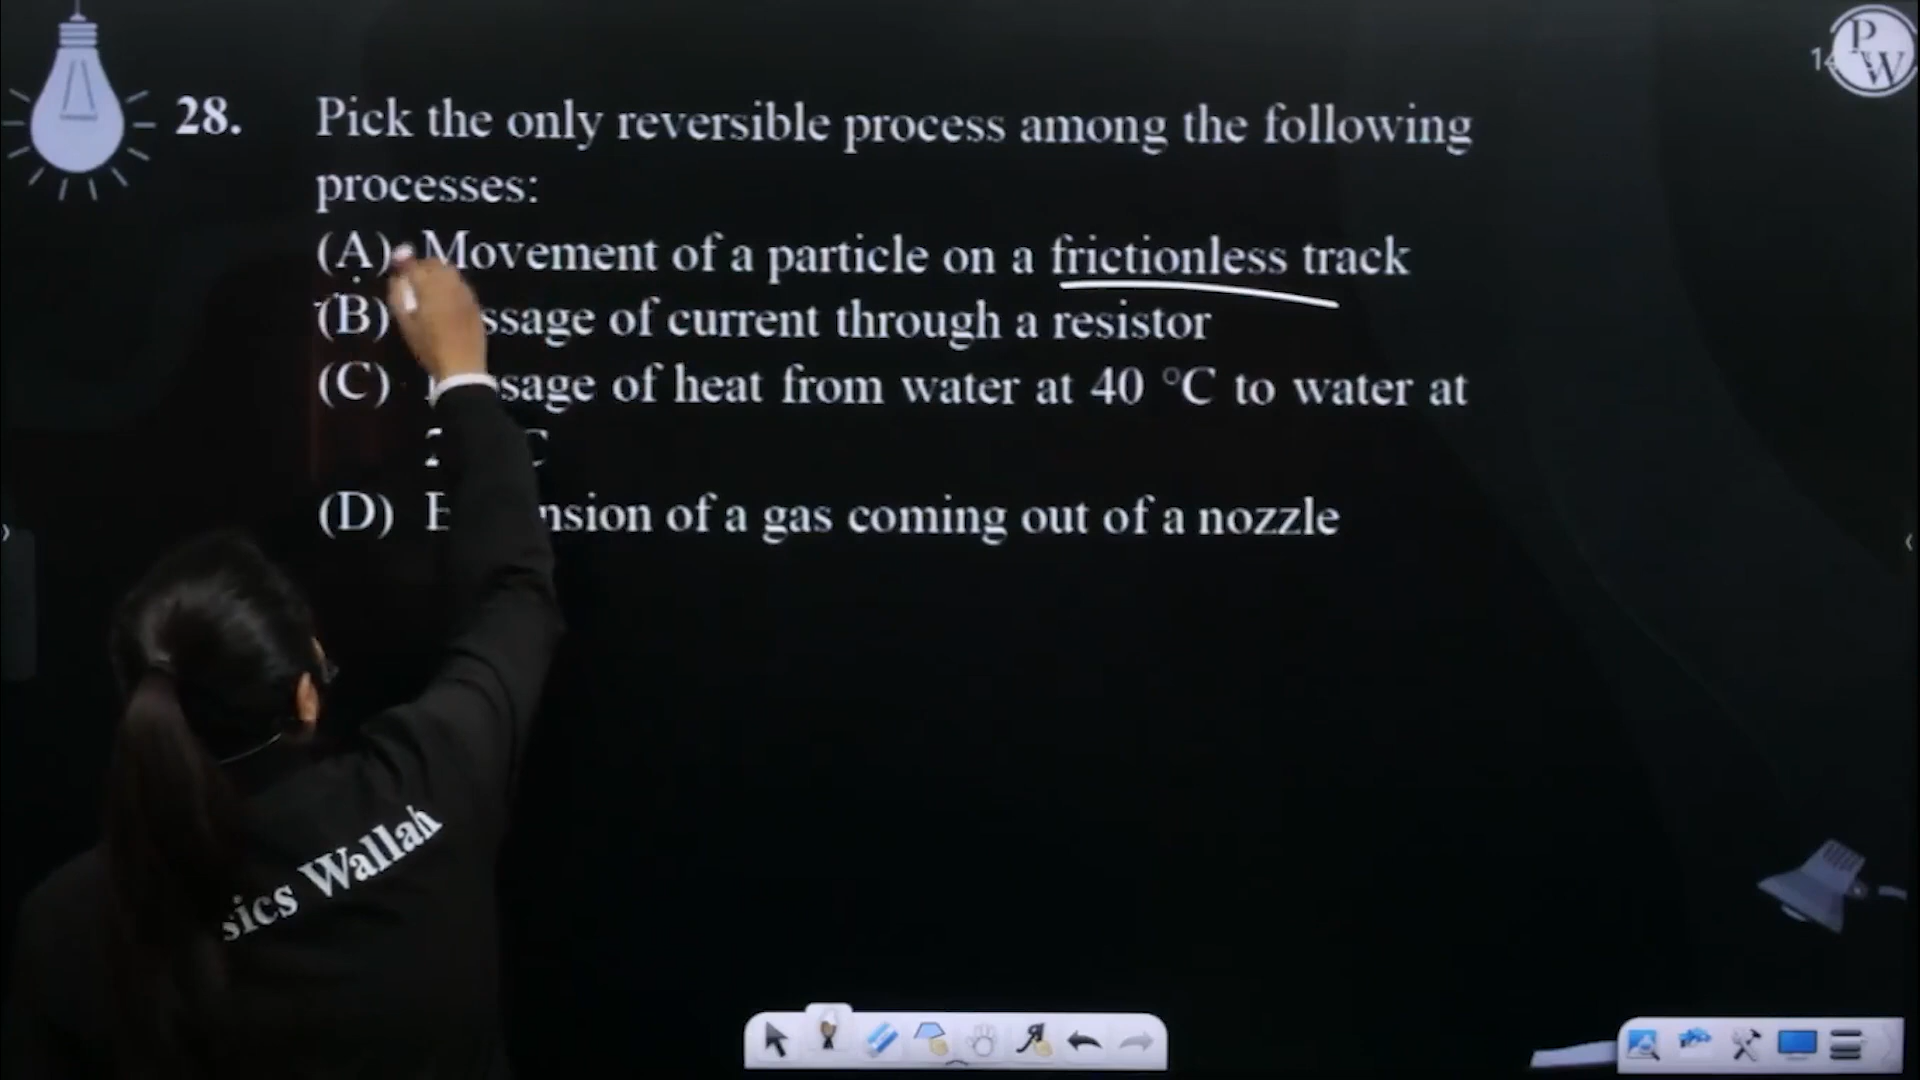 28. Pick the only reversible process among the following
processes:
(A) Movement of a particle on a frictionless track
(B) ssage of current through a resistor
(C) sage of heat from water at 40 °C to water at
C
(D) nsion of a gas coming out of a nozzle
sics Wallah
PW